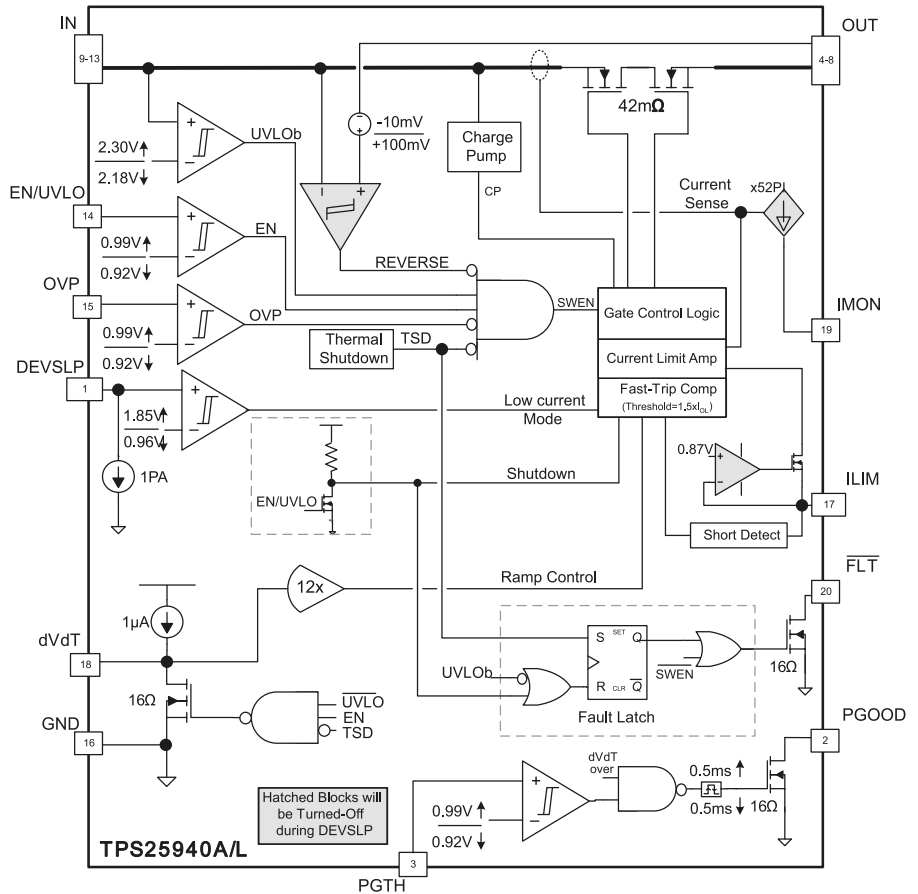 IN
OUT
9-13
4-8
42mΩ
-10mV
+100mV
Charge
Pump
CP
UVLOb
2.30V
2.18V
EN/UVLO
14
EN
0.99V
0.92V
Current
Sense
x52PI
REVERSE
OVP
15
OVP
0.99V
0.92V
SWEN
Gate Control Logic
IMON
19
Thermal
Shutdown
TSD
Current Limit Amp
DEVSLP
1
Fast-Trip Comp
(Threshold=1.5xIOL)
1.85V
0.96V
Low current
Mode
1PA
0.87V
EN/UVLO
Shutdown
ILIM
17
Short Detect
FLT
20
12x
Ramp Control
1µA
dVdT
18
S
SET
Q
UVLOb
SWEN
R
CLR
Q
Fault Latch
16Ω
16Ω
UVLO
EN
TSD
GND
16
PGOOD
2
dVdT
over
0.5ms
0.5ms
16Ω
0.99V
0.92V
Hatched Blocks will
be Turned-Off
during DEVSLP
TPS25940A/L
3
PGTH